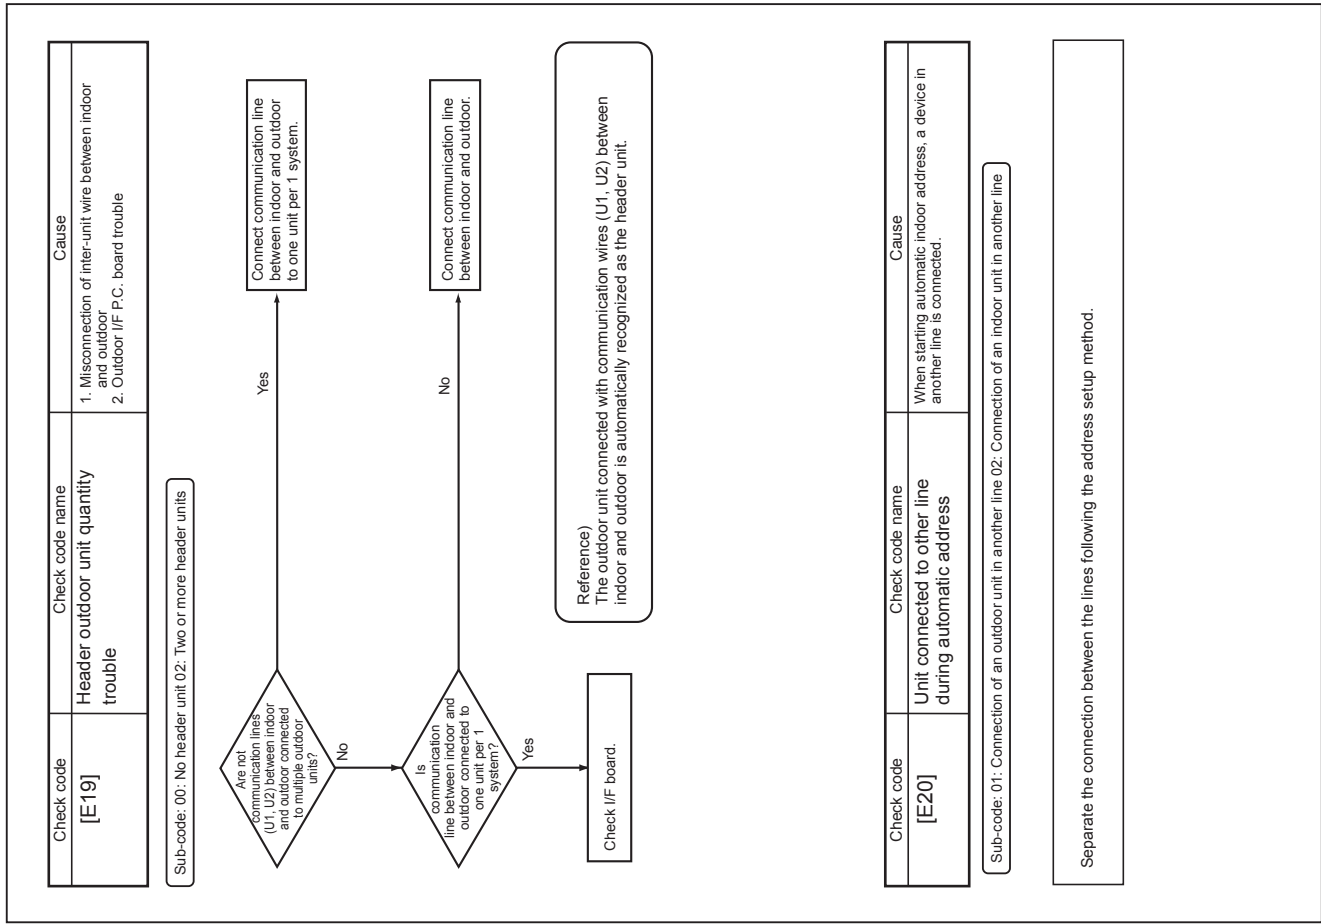 Check code
Check code name
Cause
[E19]
Header outdoor unit quantity
trouble
1. Misconnection of inter-unit wire between indoor
and outdoor
2. Outdoor I/F P.C. board trouble
Sub-code: 00: No header unit 02: Two or more header units
Are not
communication lines
(U1, U2) between indoor
and outdoor connected
to multiple outdoor
units?
Yes
Connect communication line
between indoor and outdoor
to one unit per 1 system.
No
Is
communication
line between indoor and
outdoor connected to
one unit per 1
system?
No
Connect communication line
between indoor and outdoor.
Yes
Check I/F board.
Reference)
The outdoor unit connected with communication wires (U1, U2) between
indoor and outdoor is automatically recognized as the header unit.
Check code
Check code name
Cause
[E20]
Unit connected to other line
during automatic address
When starting automatic indoor address, a device in
another line is connected.
Sub-code: 01: Connection of an outdoor unit in another line 02: Connection of an indoor unit in another line
Separate the connection between the lines following the address setup method.